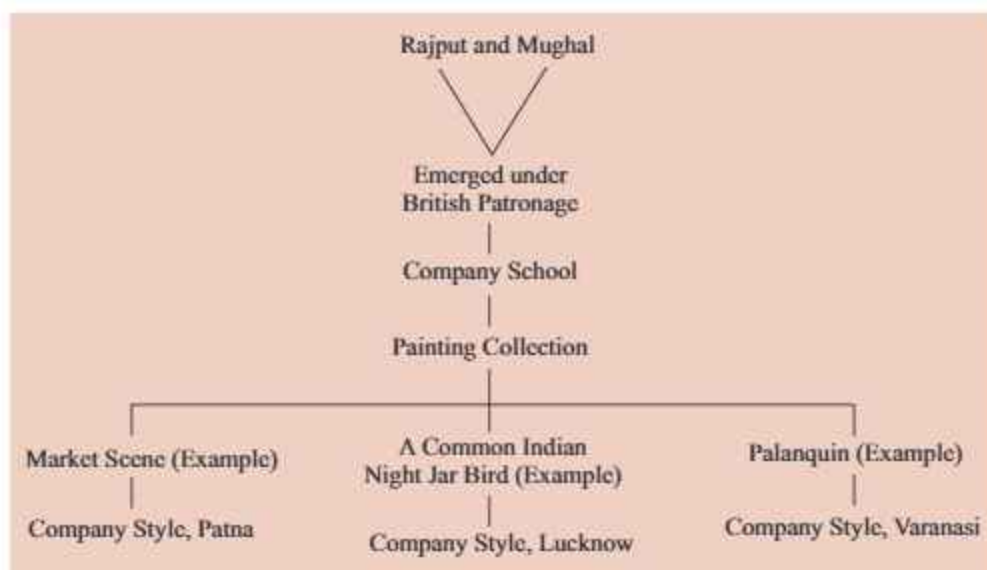 Rajput and Mughal
Emerged under
British Patronage
Company School
Painting Collection
Market Scene (Example)
Company Style, Patna
A Common Indian
Night Jar Bird (Example)
Company Style, Lucknow
Palanquin (Example)
Company Style, Varanasi